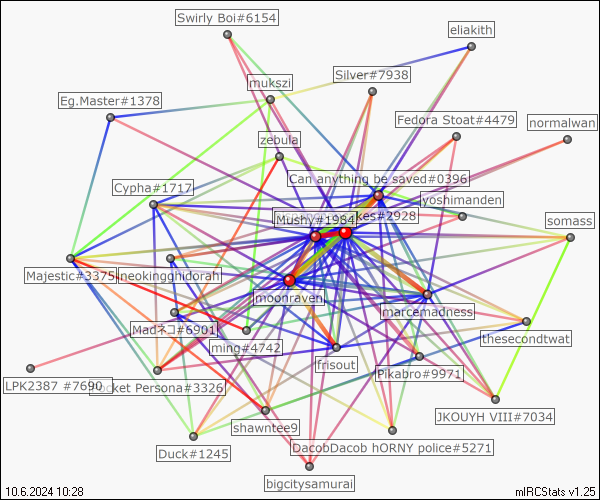 Swirly Boi#6154
eliakith
Silver#7938
mukszi
Eg.Master#1378
Fedora Stoat#4479
normalwan
zebula
Can anything be saved#0396
Cypha#1717
yoshimanden
Mushy#1984
kes#2928
somass
Majestic#3375
neokingghidorah
moonraven
marcemadness
Madネコ#6901
thesecondtwat
ming#4742
frisout
Pikabro#9971
LPK2387 #7690
cket Persona#3326
JKOUYH VIII#7034
shawntee9
DacobDacob hORNY police#5271
Duck#1245
bigcitysamurai
10.6.2024 10:28
mIRCStats v1.25